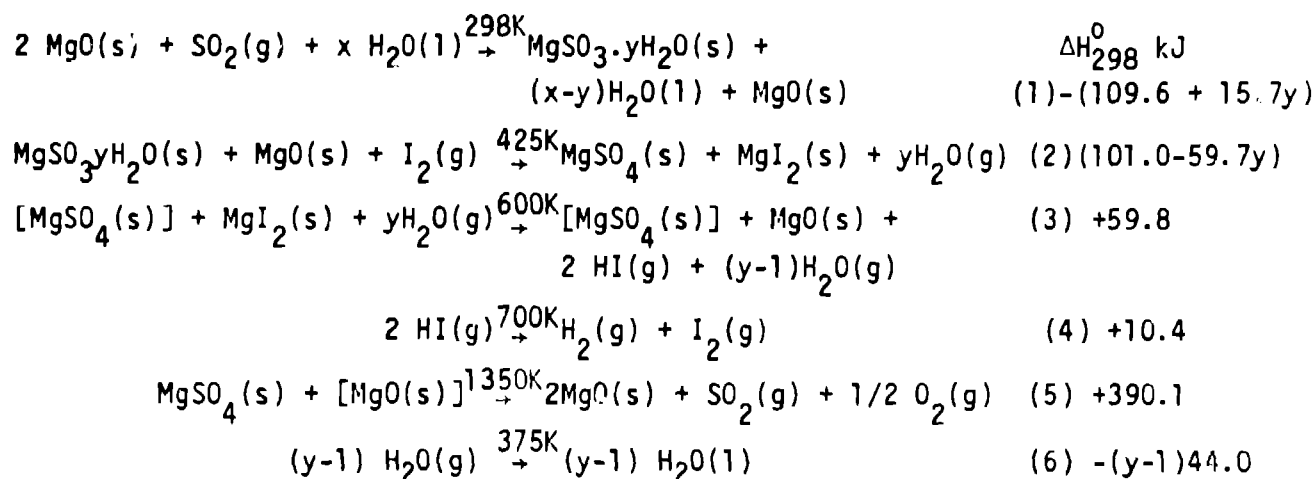 2 MgO(s) + SO₂(g) + x H₂O(l) →298K MgSO₃.yH₂O(s) + ΔH⁰₂₉₈ kJ
(x-y)H₂O(l) + MgO(s) (1)-(109.6 + 15.7y)
MgSO₃yH₂O(s) + MgO(s) + I₂(g) →425K MgSO₄(s) + MgI₂(s) + yH₂O(g) (2)(101.0-59.7y)
[MgSO₄(s)] + MgI₂(s) + yH₂O(g) →600K [MgSO₄(s)] + MgO(s) + (3) +59.8
2 HI(g) + (y-1)H₂O(g)
2 HI(g) →700K H₂(g) + I₂(g) (4) +10.4
MgSO₄(s) + [MgO(s)] →1350K 2MgO(s) + SO₂(g) + 1/2 O₂(g) (5) +390.1
(y-1) H₂O(g) →375K (y-1) H₂O(l) (6) -(y-1)44.0